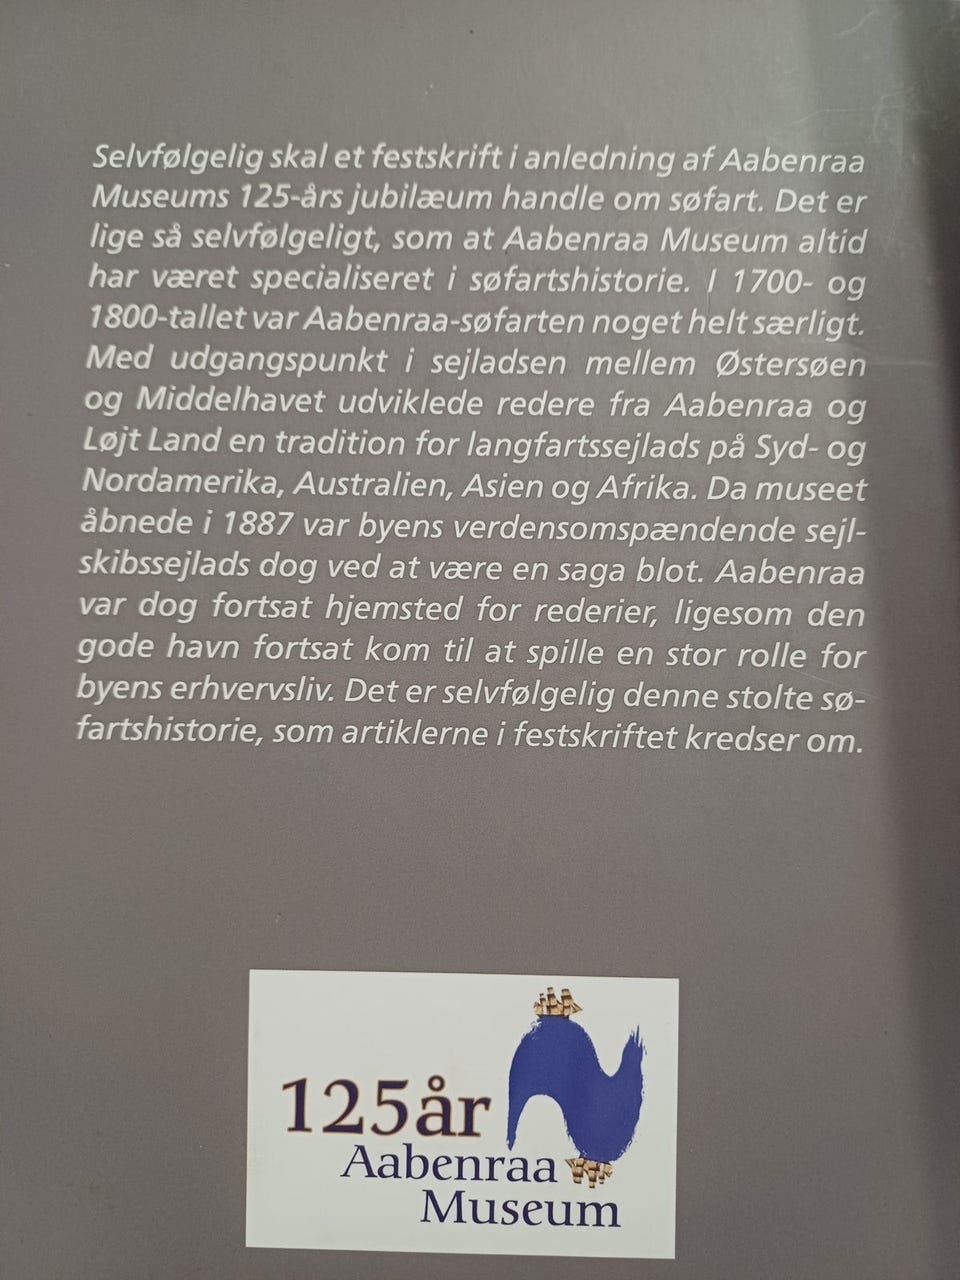 Selvfølgelig skal et festskrift i anledning af Aabenraa
Museums 125-års jubilæum handle om søfart. Det er
lige så selvfølgeligt, som at Aabenraa Museum altid
har været specialiseret i søfartshistorie. I 1700- og
1800-tallet var Aabenraa-søfarten noget helt særligt.
Med udgangspunkt i sejladsen mellem Østersøen
og Middelhavet udviklede redere fra Aabenraa og
Løjt Land en tradition for langfartssejlads på Syd- og
Nordamerika, Australien, Asien og Afrika. Da museet
åbnede i 1887 var byens verdensomspændende sejl-
skibssejlads dog ved at være en saga blot. Aabenraa
var dog fortsat hjemsted for rederier, ligesom den
gode havn fortsat kom til at spille en stor rolle for
byens erhvervsliv. Det er selvfølgelig denne stolte sø-
fartshistorie, som artiklerne i festskriftet kredser om.
125år
Aabenraa
Museum